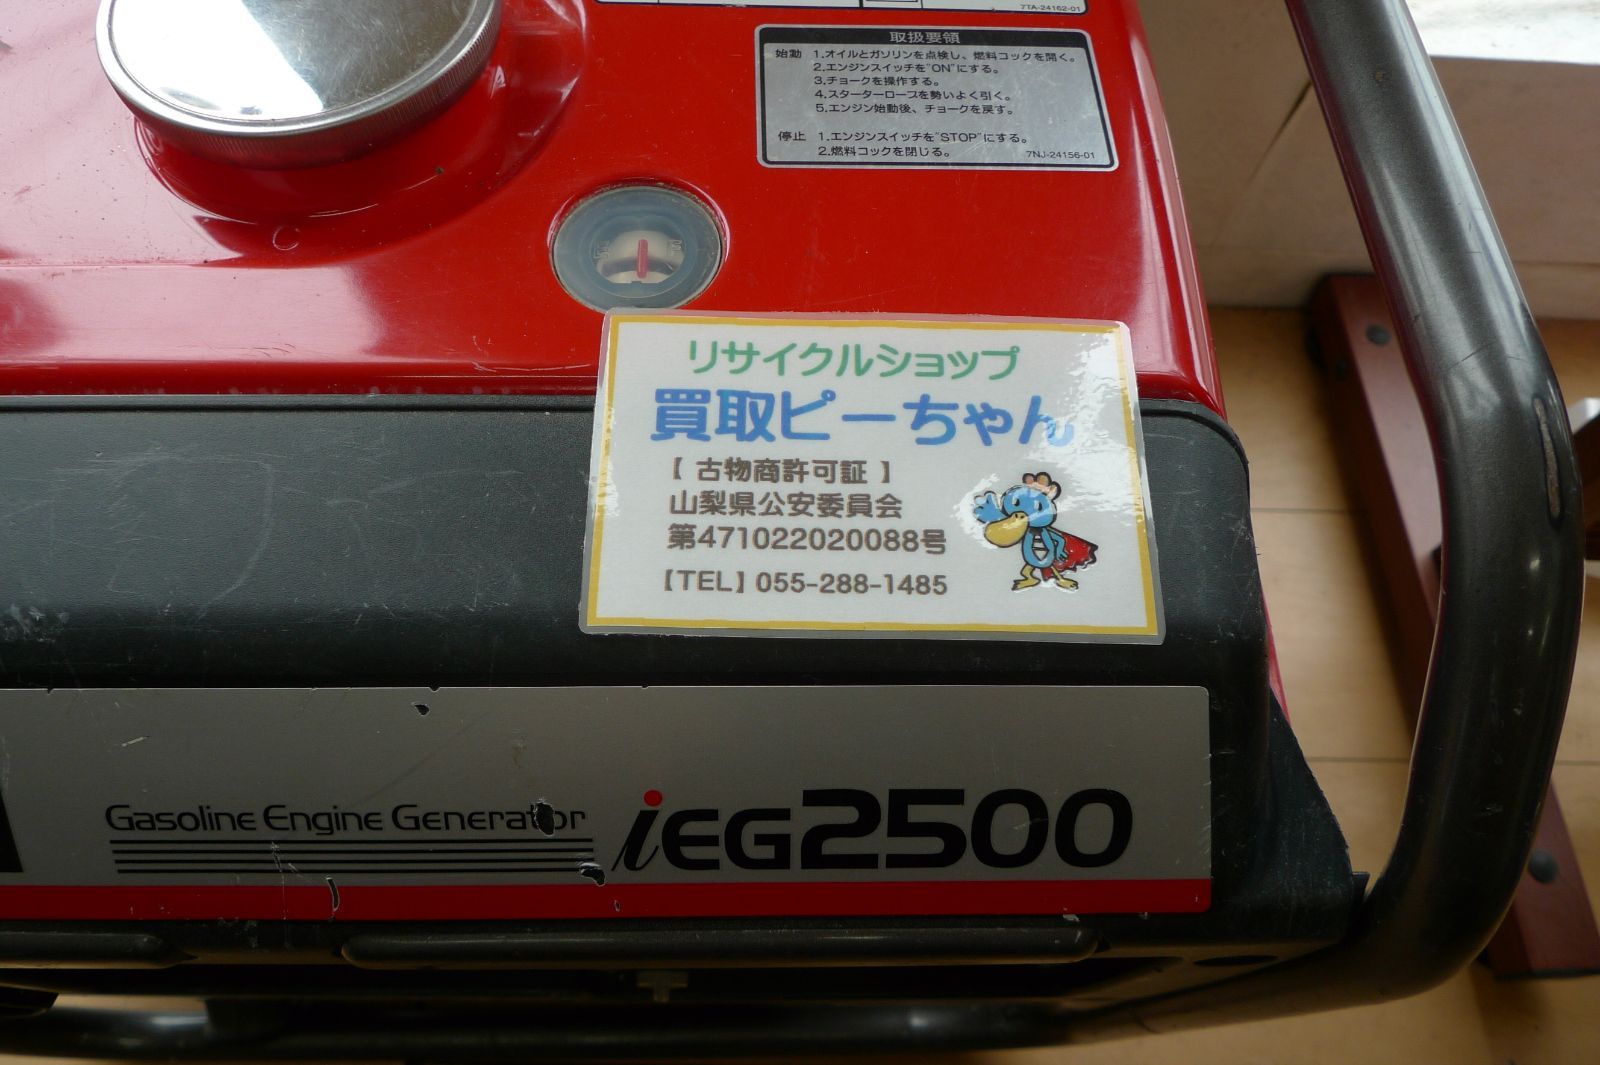 7TA-24162-01
取扱要領
始動 1.オイルとガソリンを点検し、燃料コックを開く。
2.エンジンスイッチを"ON"にする。
3.チョークを操作する。
4.スターターロープを勢いよく引く。
5.エンジン始動後、チョークを戻す。
停止 1.エンジンスイッチを"STOP"にする。
2.燃料コックを閉じる。
7NJ-24156-01
リサイクルショップ
買取ピーちゃん
【 古物商許可証 】
山梨県公安委員会
第471022020088号
【TEL】055-288-1485
Gasoline Engine Generator
iEG2500